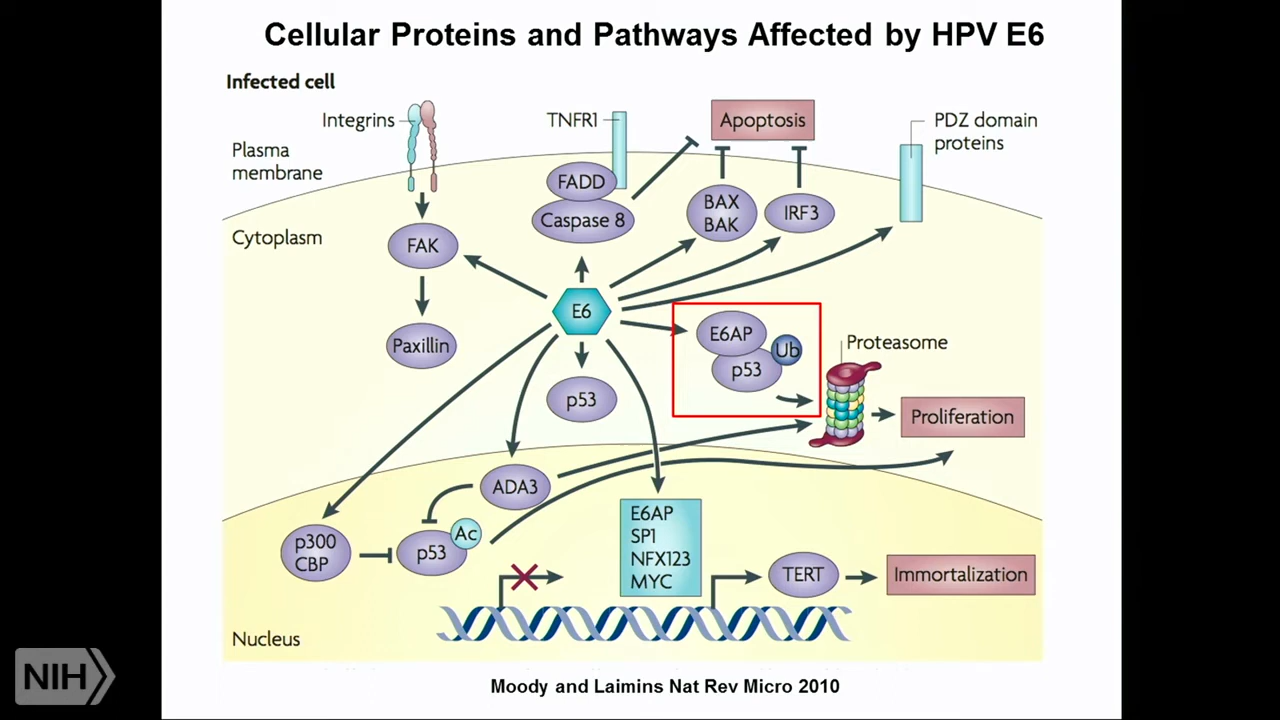 Cellular Proteins and Pathways Affected by HPV E6
Infected cell
Integrins
TNFR1
Apoptosis
PDZ domain
proteins
Plasma
membrane
FADD
Caspase 8
BAX
BAK
IRF3
Cytoplasm
FAK
E6
E6AP
Ub
p53
Proteasome
Paxillin
p53
Proliferation
ADA3
p300
CBP
p53
Ac
E6AP
SP1
NFX123
MYC
TERT
Immortalization
Nucleus
NIH
Moody and Laimins Nat Rev Micro 2010